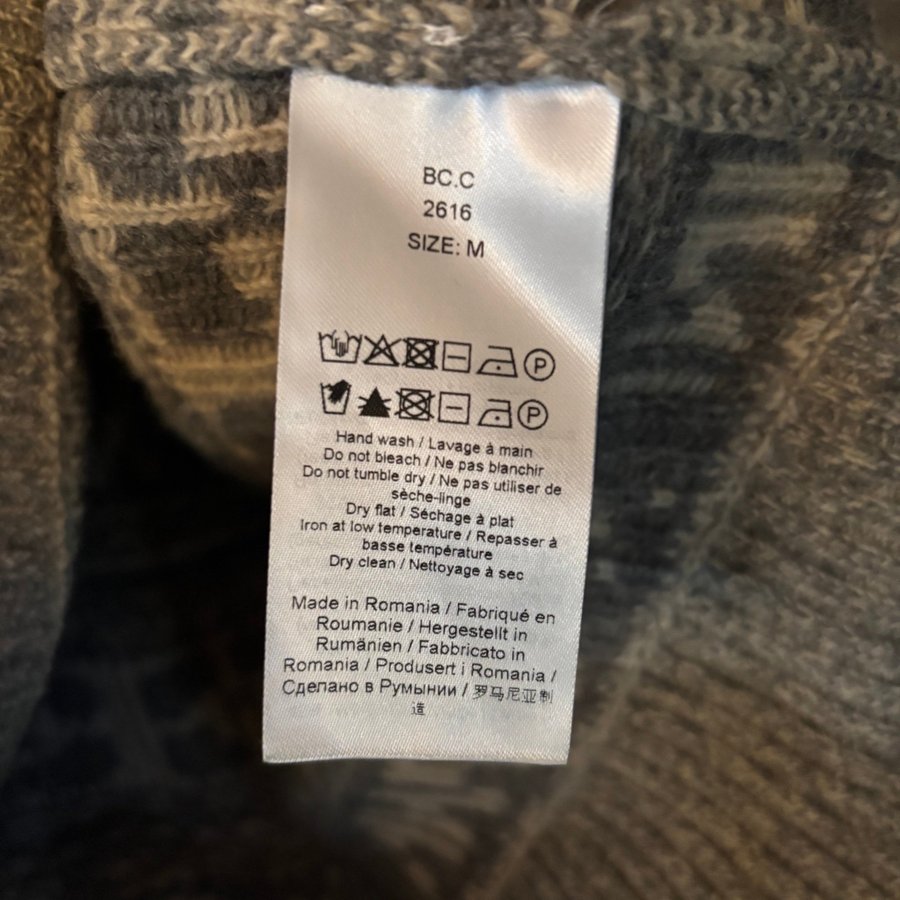 BC.C
2616
SIZE: M
P
P
Hand wash / Lavage à main
Do not bleach / Ne pas blanchir
Do not tumble dry / Ne pas utiliser de
sèche-linge
Dry flat / Séchage à plat
Iron at low temperature / Repasser à
basse température
Dry clean / Nettoyage à sec
Made in Romania / Fabriqué en
Roumanie / Hergestellt in
Rumänien / Fabbricato in
Romania / Produsert i Romania /
Сделано в Румынии / 罗马尼亚制
造